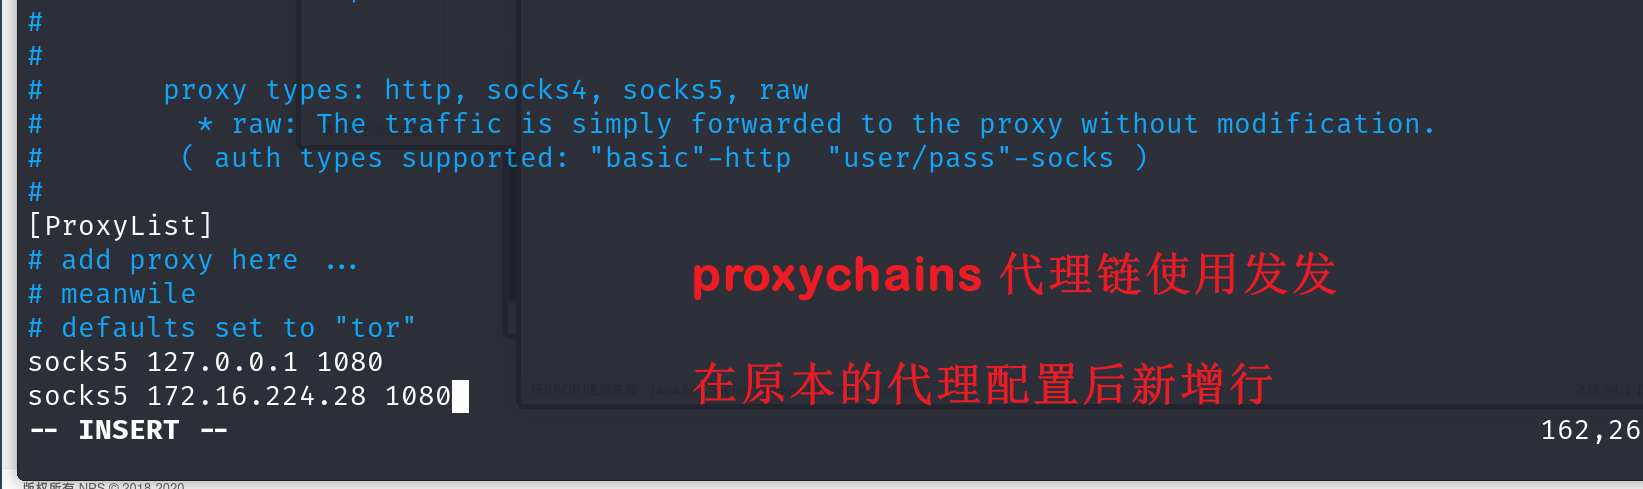 #
#
# proxy types: http, socks4, socks5, raw
# * raw: The traffic is simply forwarded to the proxy without modification.
# ( auth types supported: "basic"-http "user/pass"-socks )
#
[ProxyList]
# add proxy here ...
# meanwile
# defaults set to "tor"
proxychains 代理链使用发发
socks5 127.0.0.1 1080
socks5 172.16.224.28 1080
在原本的代理配置后新增行
-- INSERT --
162,26
版权所有 NPS © 2018-2020